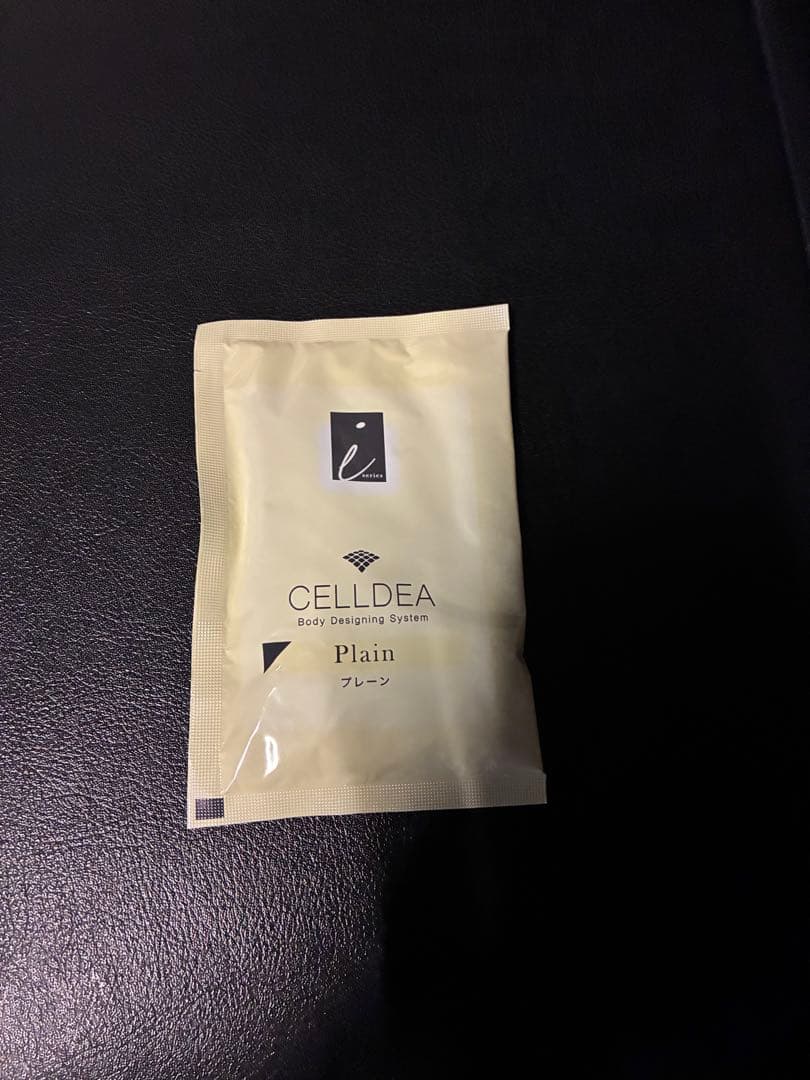 i
series
CELLDEA
Body Designing System
Plain
プレーン